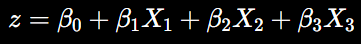 z = β₀ + β₁X₁ + β₂X₂ + β₃X₃